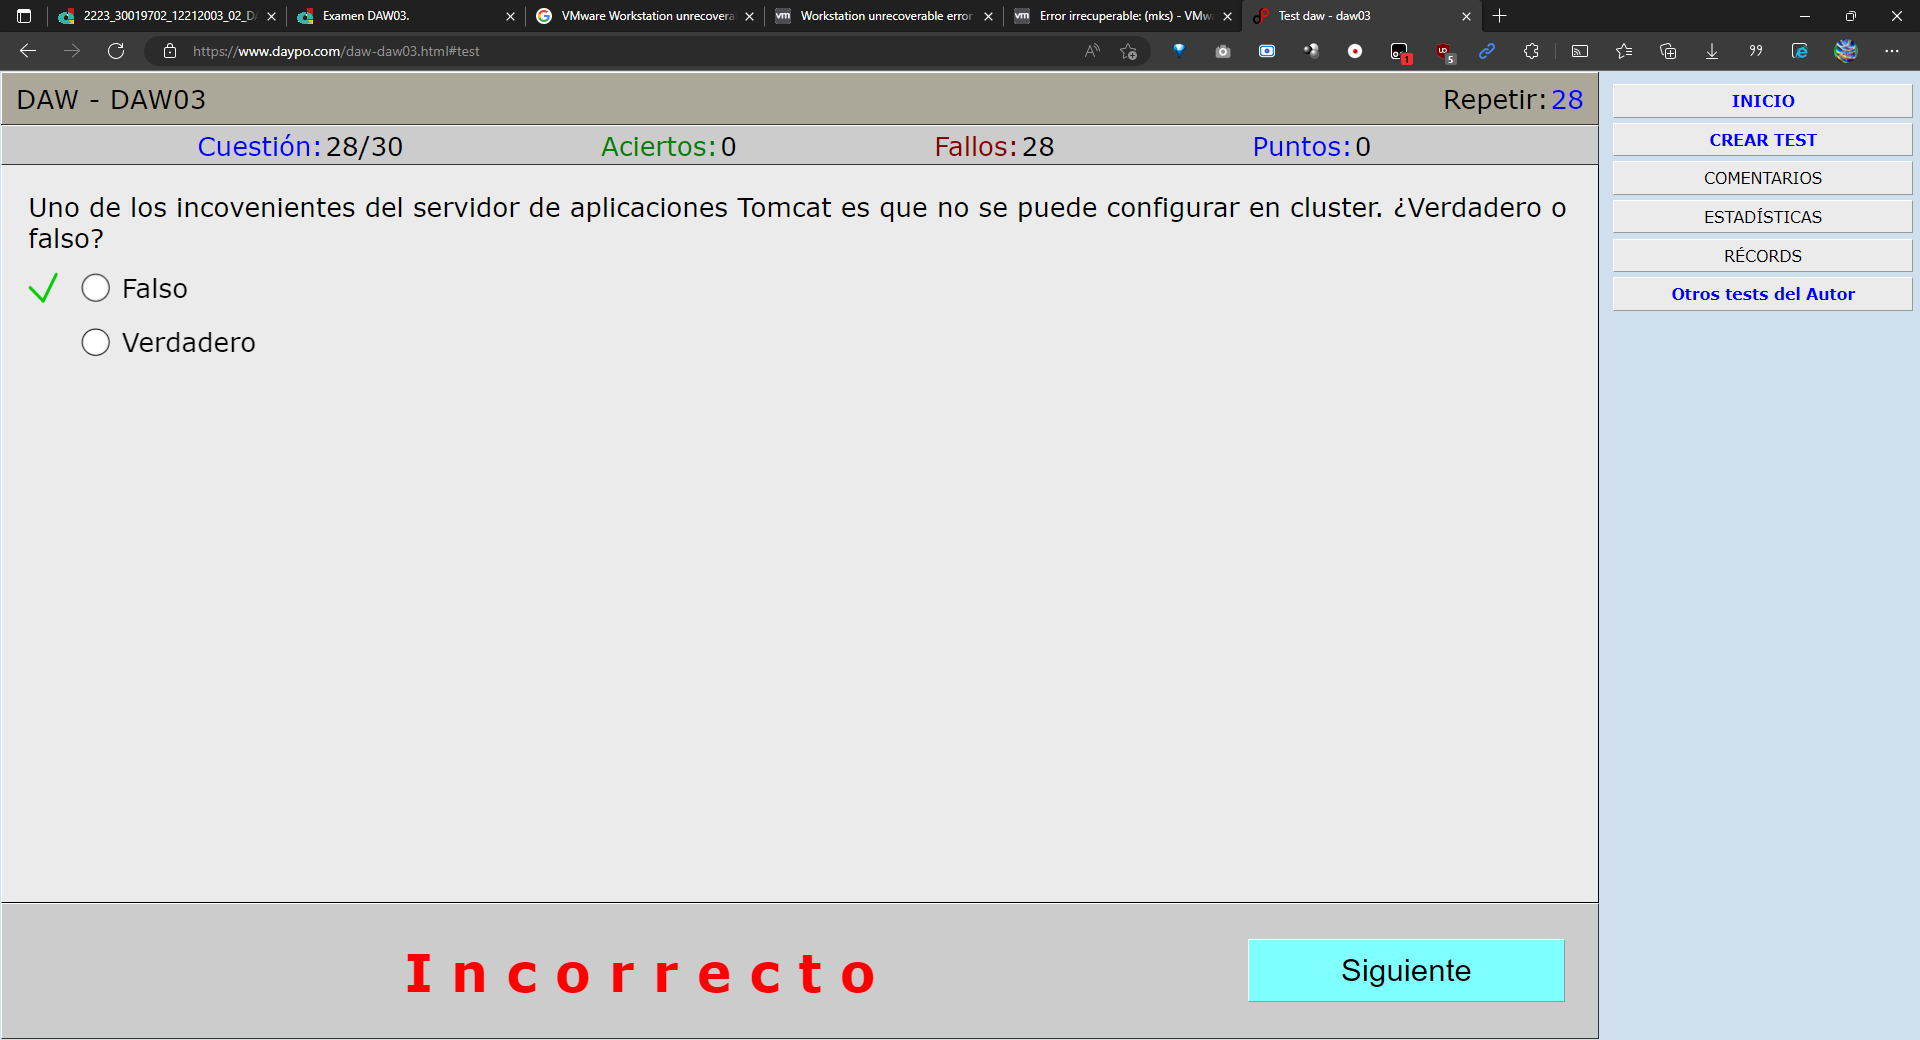 2223_30019702_12212003_02_D
Examen DAW03.
VMware Workstation unrecovera
Workstation unrecoverable error
Error irrecuperable: (mks) - VMw
Test daw - daw03
https://www.daypo.com/daw-daw03.html#test
1
5
DAW - DAW03
Repetir:28
Cuestión:28/30
Aciertos:0
Fallos:28
Puntos:0
Uno de los incovenientes del servidor de aplicaciones Tomcat es que no se puede configurar en cluster. ¿Verdadero o
falso?
Falso
Verdadero
Incorrecto
Siguiente
INICIO
CREAR TEST
COMENTARIOS
ESTADÍSTICAS
RÉCORDS
Otros tests del Autor